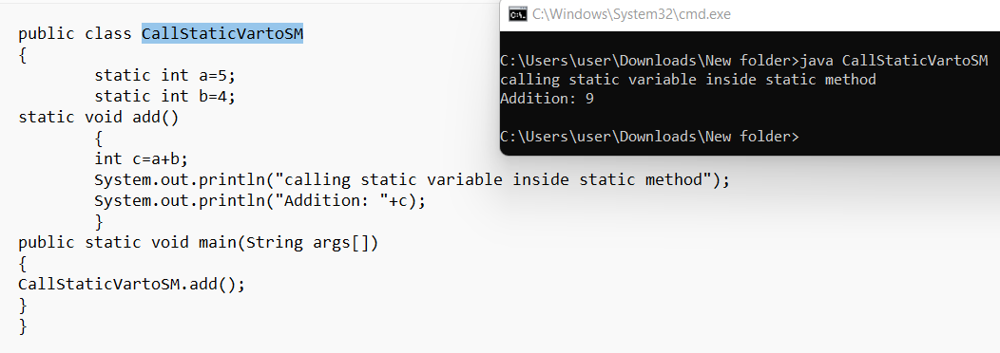 public class CallStaticVartoSM
{
static int a=5;
static int b=4;
static void add()
{
int c=a+b;
System.out.println("calling static variable inside static method");
System.out.println("Addition: "+c);
}
public static void main(String args[])
{
CallStaticVartoSM.add();
}
}
C:\Windows\System32\cmd.exe
C:\Users\user\Downloads\New folder>java CallStaticVartoSM
calling static variable inside static method
Addition: 9
C:\Users\user\Downloads\New folder>